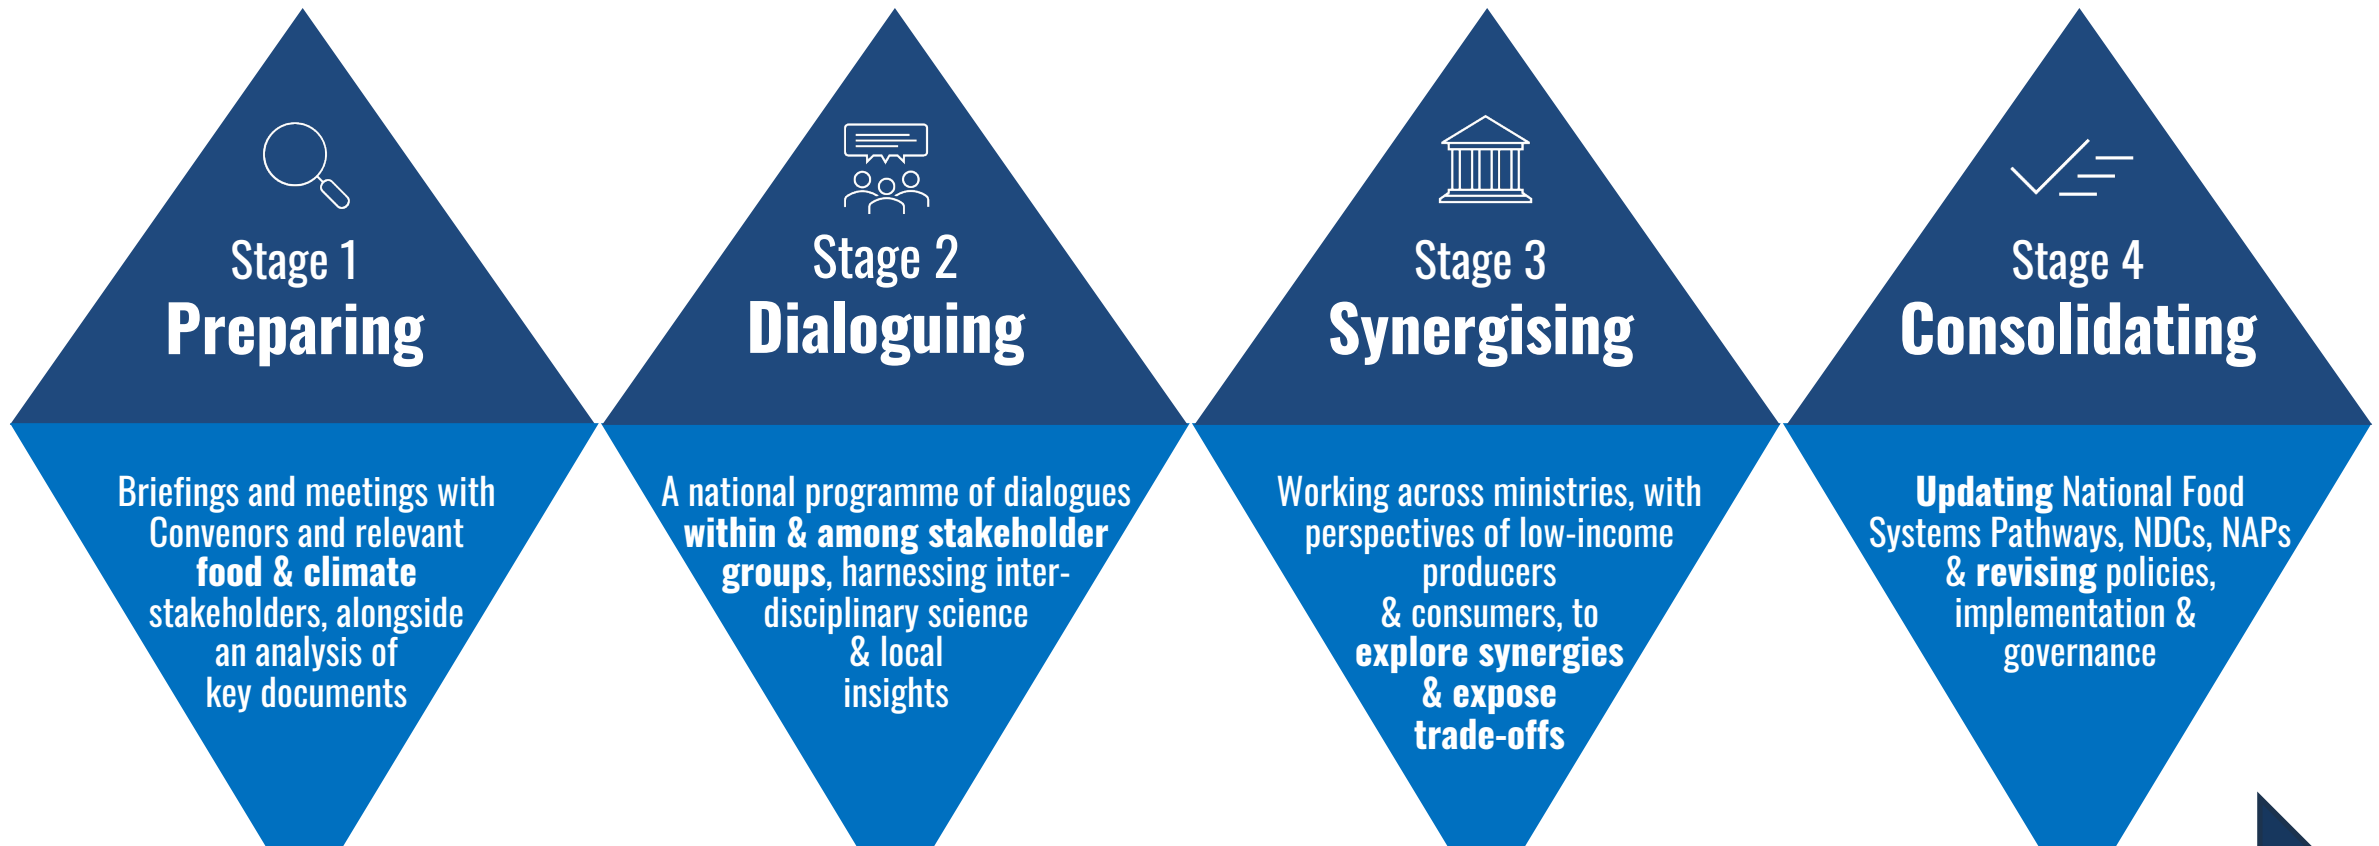 Stage 1
Preparing
Briefings and meetings with
Convenors and relevant
food & climate
stakeholders, alongside
an analysis of
key documents
Stage 2
Dialoguing
A national programme of dialogues
within & among stakeholder
groups, harnessing inter-
disciplinary science
& local
insights
Stage 3
Synergising
Working across ministries, with
perspectives of low-income
producers
& consumers, to
explore synergies
& expose
trade-offs
Stage 4
Consolidating
Updating National Food
Systems Pathways, NDCs, NAPs
& revising policies,
implementation &
governance